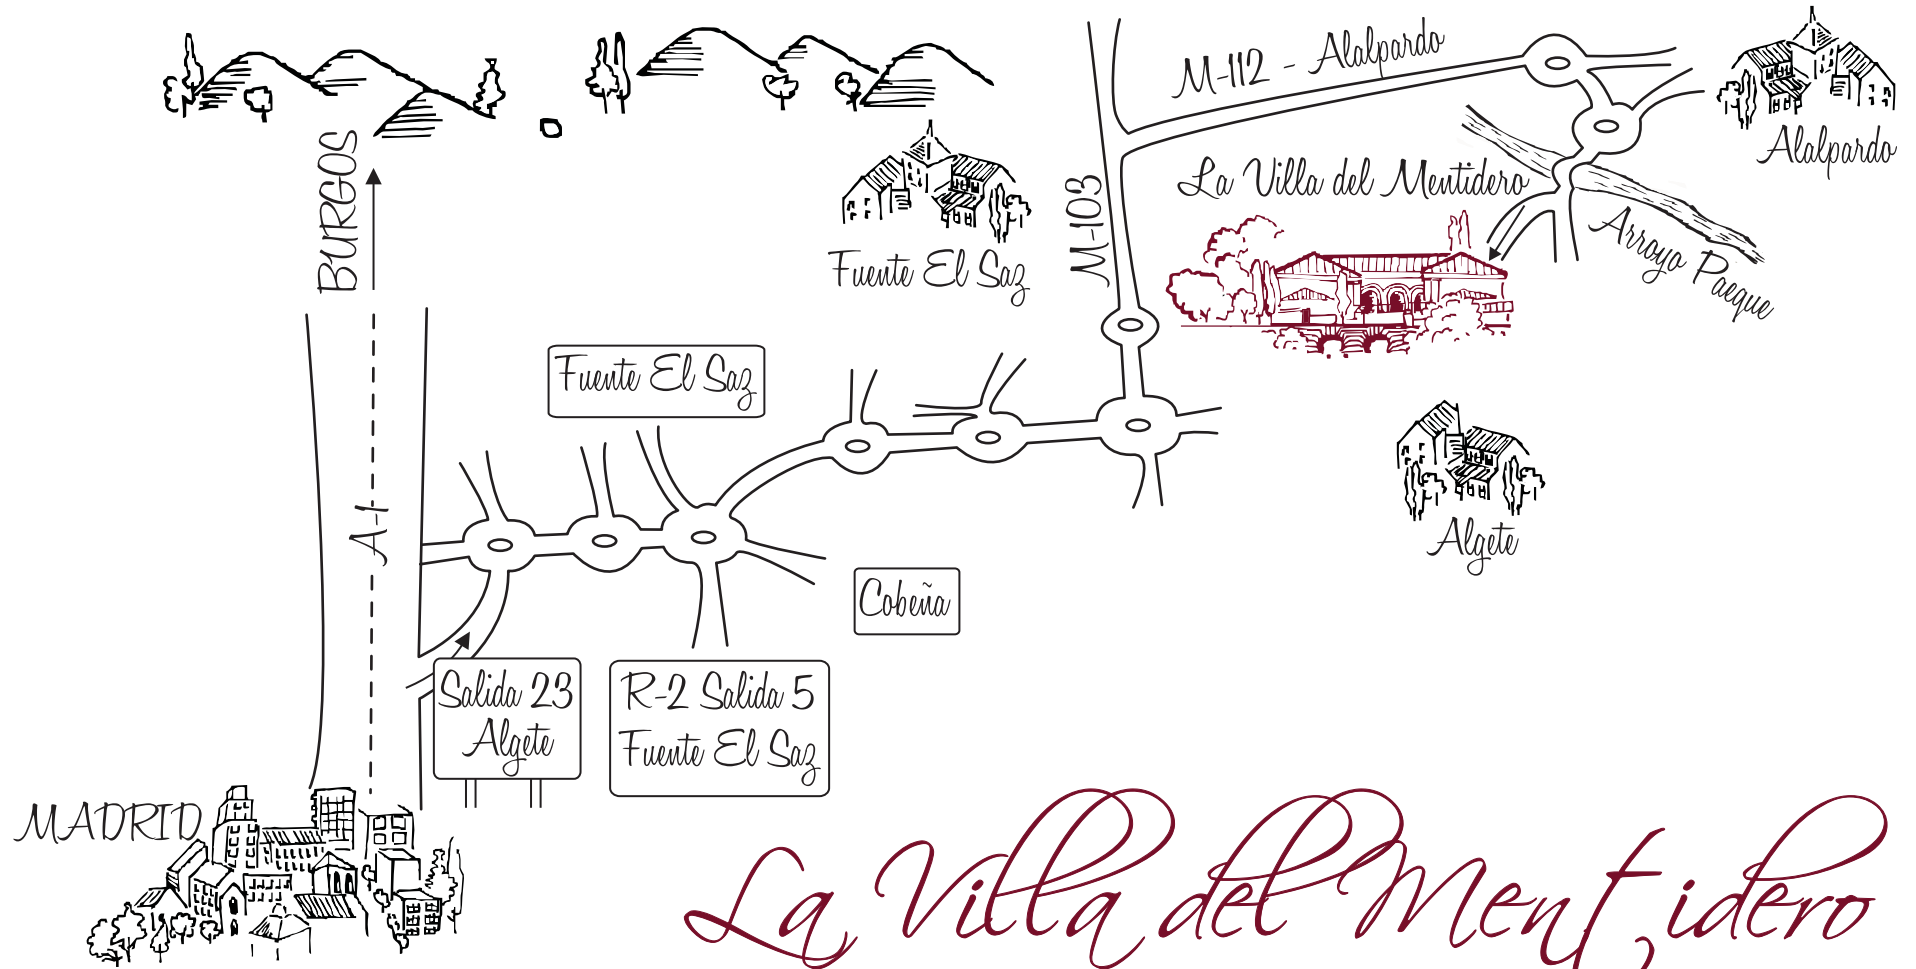 M-112 - Alalpardo
Alalpardo
BURGOS
La Villa del Mentidero
M-103
Fuente El Saz
Arroyo Paeque
Fuente El Saz
A-1
Algete
Cobeña
Salida 23
Algete
R-2 Salida 5
Fuente El Saz
MADRID
La Villa del Mentidero